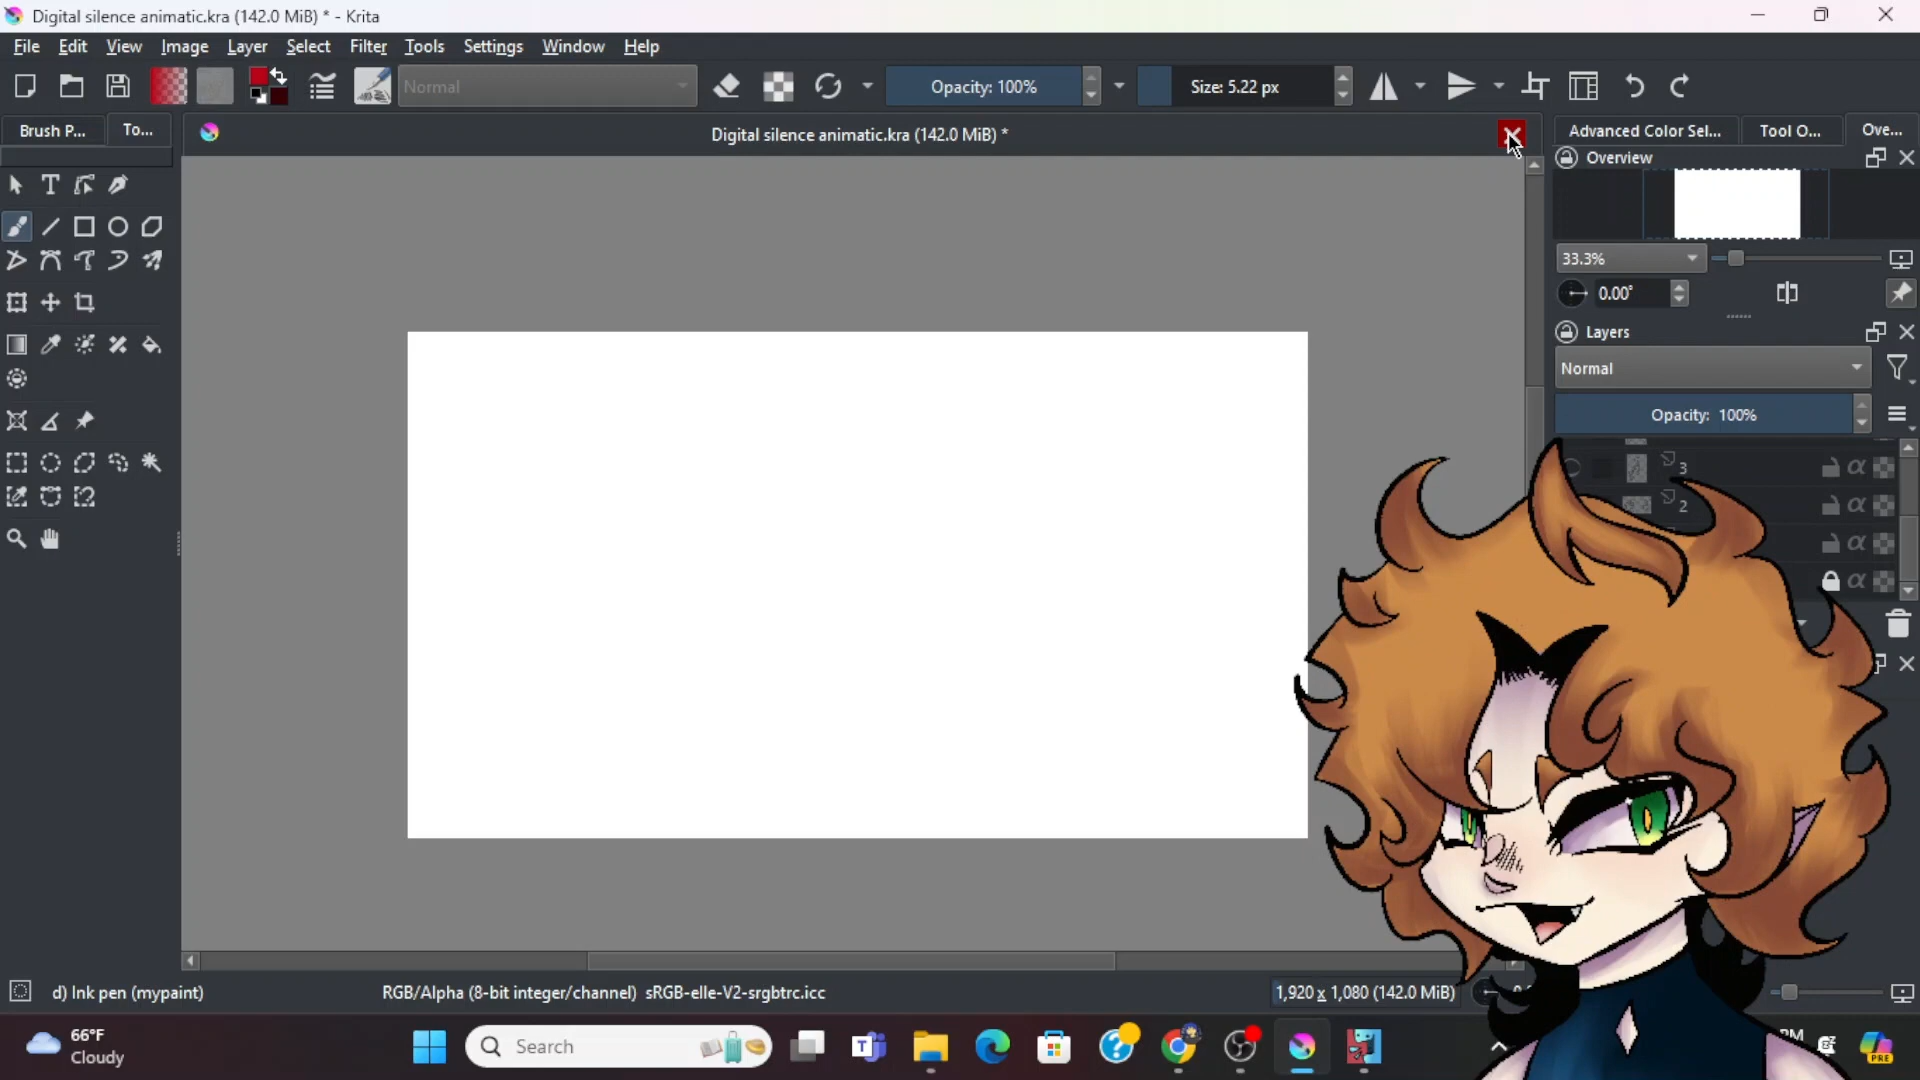 Digital silence animatic.kra (142.0 MiB) * - Krita
File Edit View Image Layer Select Filter Tools Settings Window Help
Normal
Opacity: 100%
Size: 5.22 px
Brush P... To...
Digital silence animatic.kra (142.0 MiB) *
Advanced Color Sel... Tool O... Ove...
Overview
33.3%
0.00°
Layers
Normal
Opacity: 100%
3
2
d) Ink pen (mypaint)
RGB/Alpha (8-bit integer/channel) sRGB-elle-V2-srgbtrc.icc
1,920 x 1,080 (142.0 MiB)
66°F
Cloudy
Search
PRE